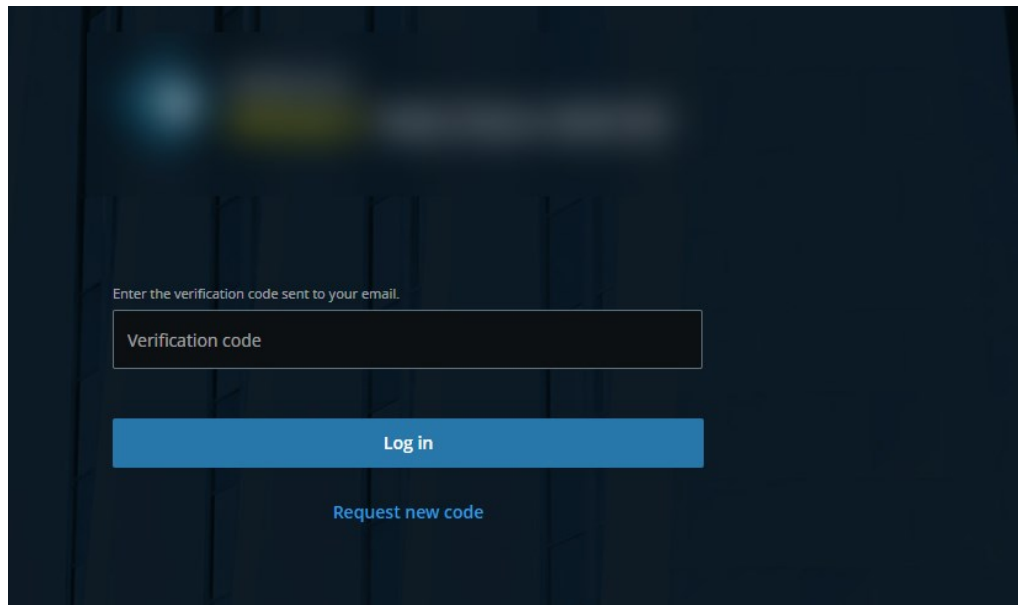 Enter the verification code sent to your email.
Verification code
Log in
Request new code